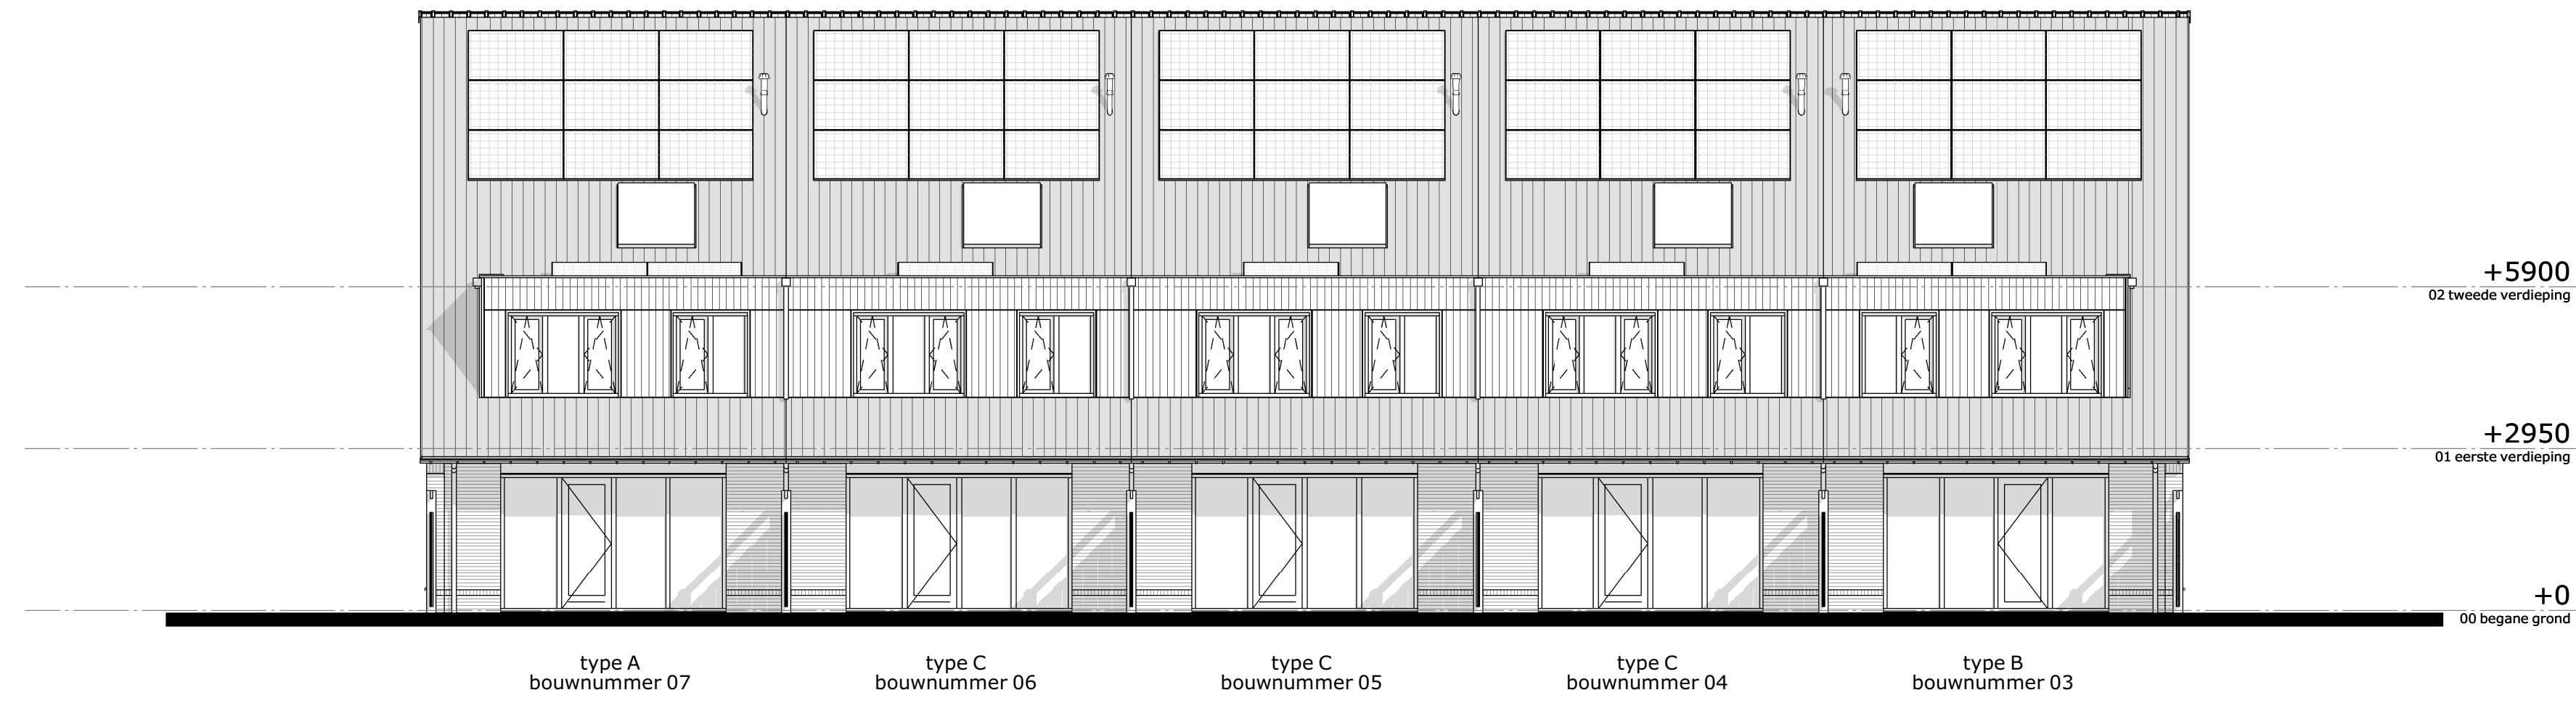 +5900
02 tweede verdieping
+2950
01 eerste verdieping
+0
00 begane grond
type A
bouwnummer 07
type C
bouwnummer 06
type C
bouwnummer 05
type C
bouwnummer 04
type B
bouwnummer 03